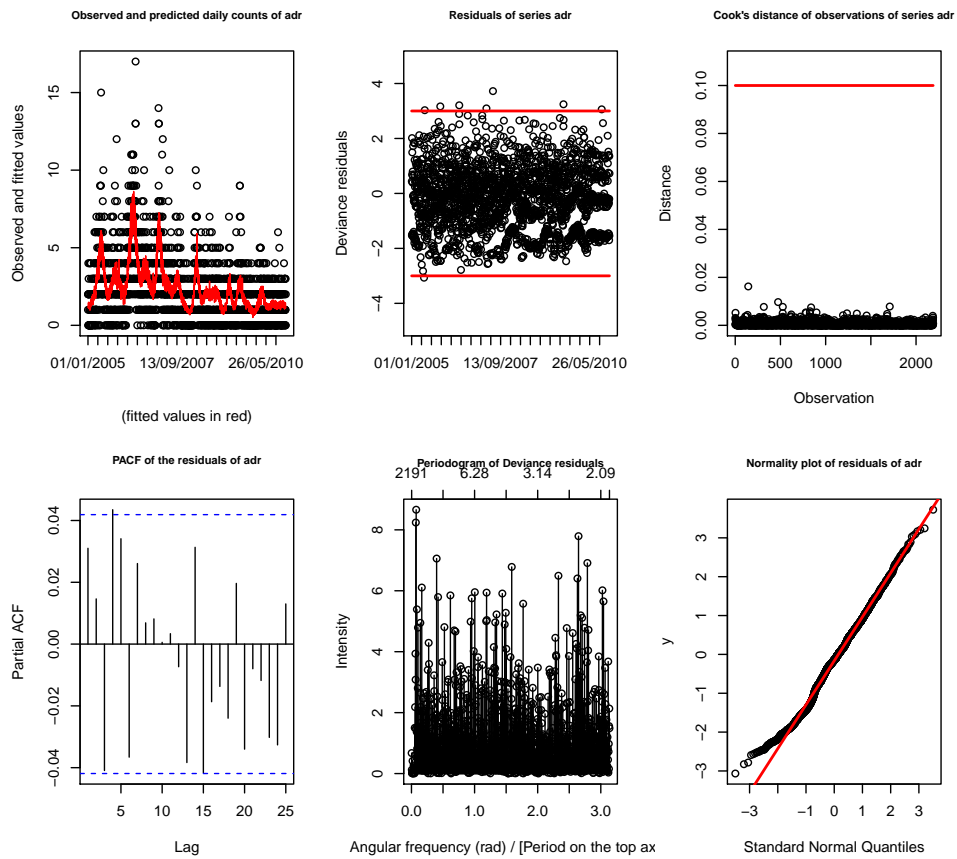 Observed and predicted daily counts of adr
Observed and fitted values
15
10
5
0
01/01/2005 13/09/2007 26/05/2010
(fitted values in red)
Residuals of series adr
Deviance residuals
4
2
0
−2
−4
01/01/2005 13/09/2007 26/05/2010
Cook's distance of observations of series adr
Distance
0.10
0.08
0.06
0.04
0.02
0.00
0 500 1000 2000
Observation
PACF of the residuals of adr
Partial ACF
0.04
0.02
0.00
−0.02
−0.04
5 10 15 20 25
Lag
Periodogram of Deviance residuals
2191 6.28 3.14 2.09
Intensity
8
6
4
2
0
0.0 1.0 2.0 3.0
Angular frequency (rad) / [Period on the top ax
Normality plot of residuals of adr
y
3
2
1
0
−1
−2
−3
−3 −2 −1 0 1 2 3
Standard Normal Quantiles